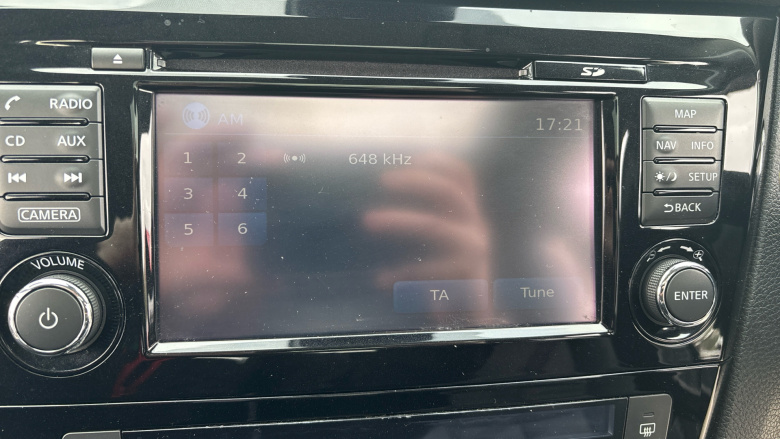 SD
RADIO
CD AUX
CAMERA
VOLUME
AM 17:21
1 2 648 kHz
3 4
5 6
TA Tune
MAP
NAV INFO
SETUP
BACK
ENTER